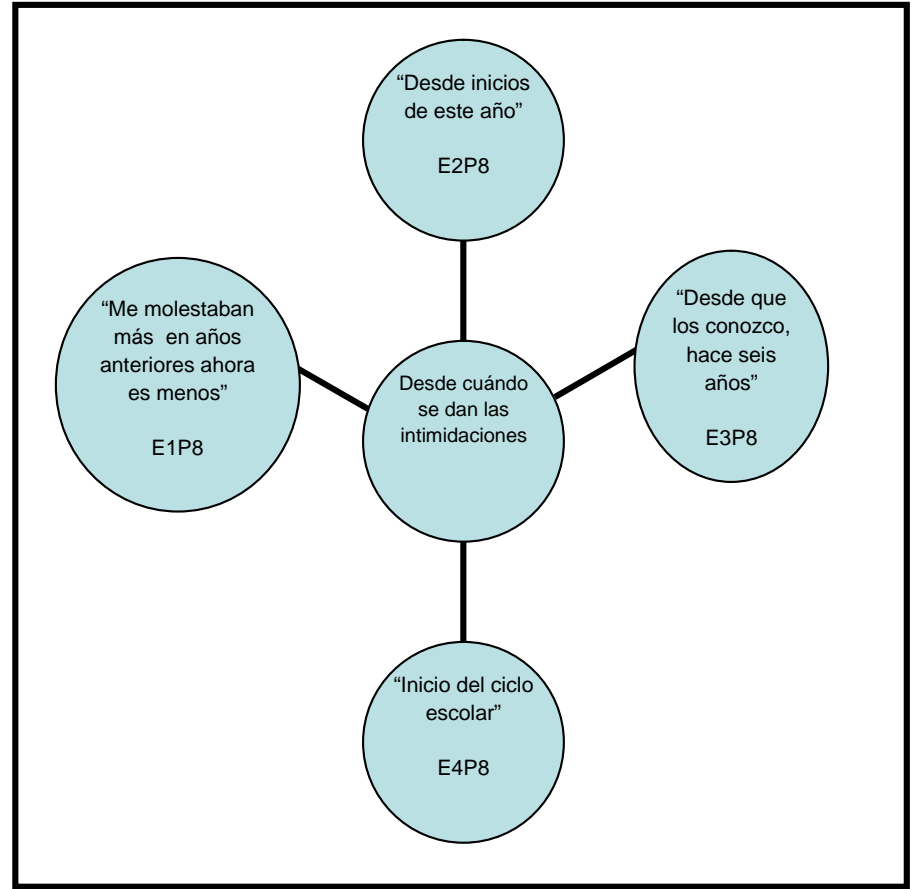 “Desde inicios
de este año”
E2P8
“Me molestaban
más en años
anteriores ahora
es menos”
E1P8
“Desde que
los conozco,
hace seis
años”
E3P8
Desde cuándo
se dan las
intimidaciones
“Inicio del ciclo
escolar”
E4P8